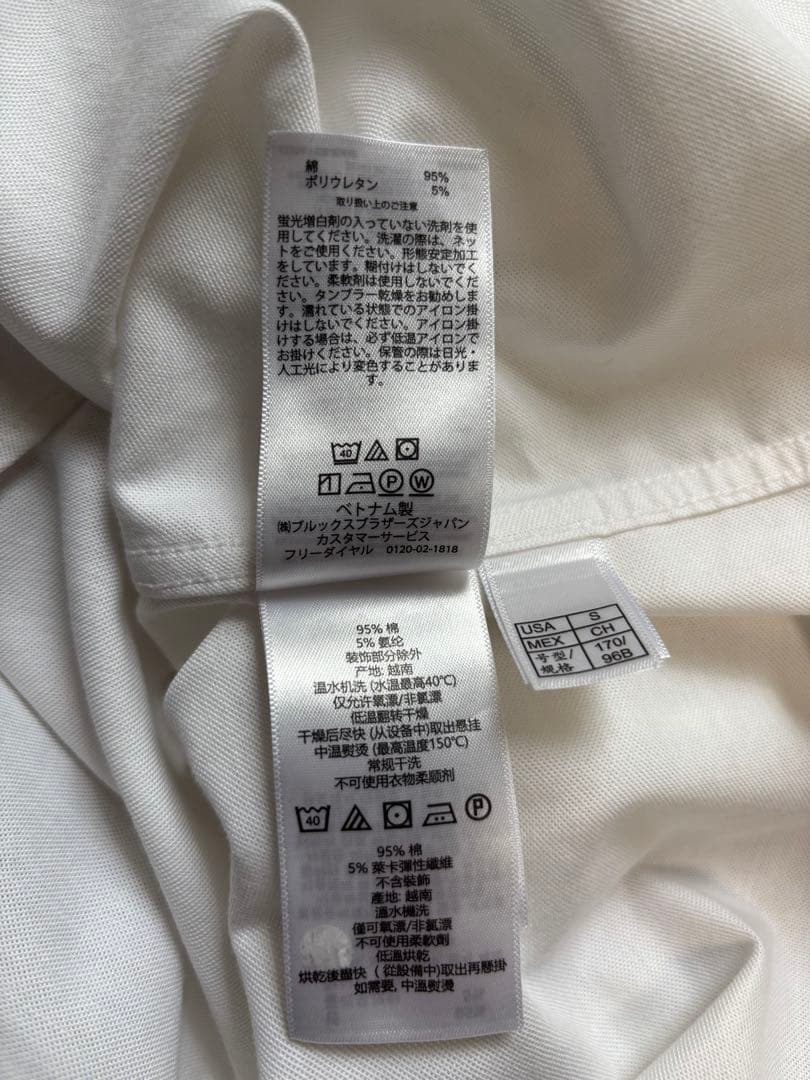 綿 95%
ポリウレタン 5%
取り扱い上のご注意
蛍光増白剤の入っていない洗剤を使
用してください。洗濯の際は、ネッ
トをご使用ください。形態安定加工
をしています。糊付けはしないでく
ださい。柔軟剤は使用しないでくだ
さい。タンブラー乾燥をお勧めしま
す。濡れている状態でのアイロン掛
けはしないでください。アイロン掛
けする場合は、必ず低温アイロンで
お掛けください。保管の際は日光・
人工光により変色することがありま
す。
40
P W
ベトナム製
㈱ブルックスブラザーズジャパン
カスタマーサービス
フリーダイヤル 0120-02-1818
USA S
MEX CH
号型/ 170/
规格 96B
95% 棉
5% 氨纶
装饰部分除外
产地: 越南
温水机洗 (水温最高40℃)
仅允许氧漂/非氯漂
低温翻转干燥
干燥后尽快 (从设备中)取出悬挂
中温熨烫 (最高温度150℃)
常规干洗
不可使用衣物柔顺剂
40 P
95% 棉
5% 萊卡彈性纖維
不含裝飾
產地: 越南
溫水機洗
僅可氧漂/非氯漂
不可使用柔軟劑
低溫烘乾
烘乾後盡快 ( 從設備中)取出再懸掛
如需要, 中溫熨燙